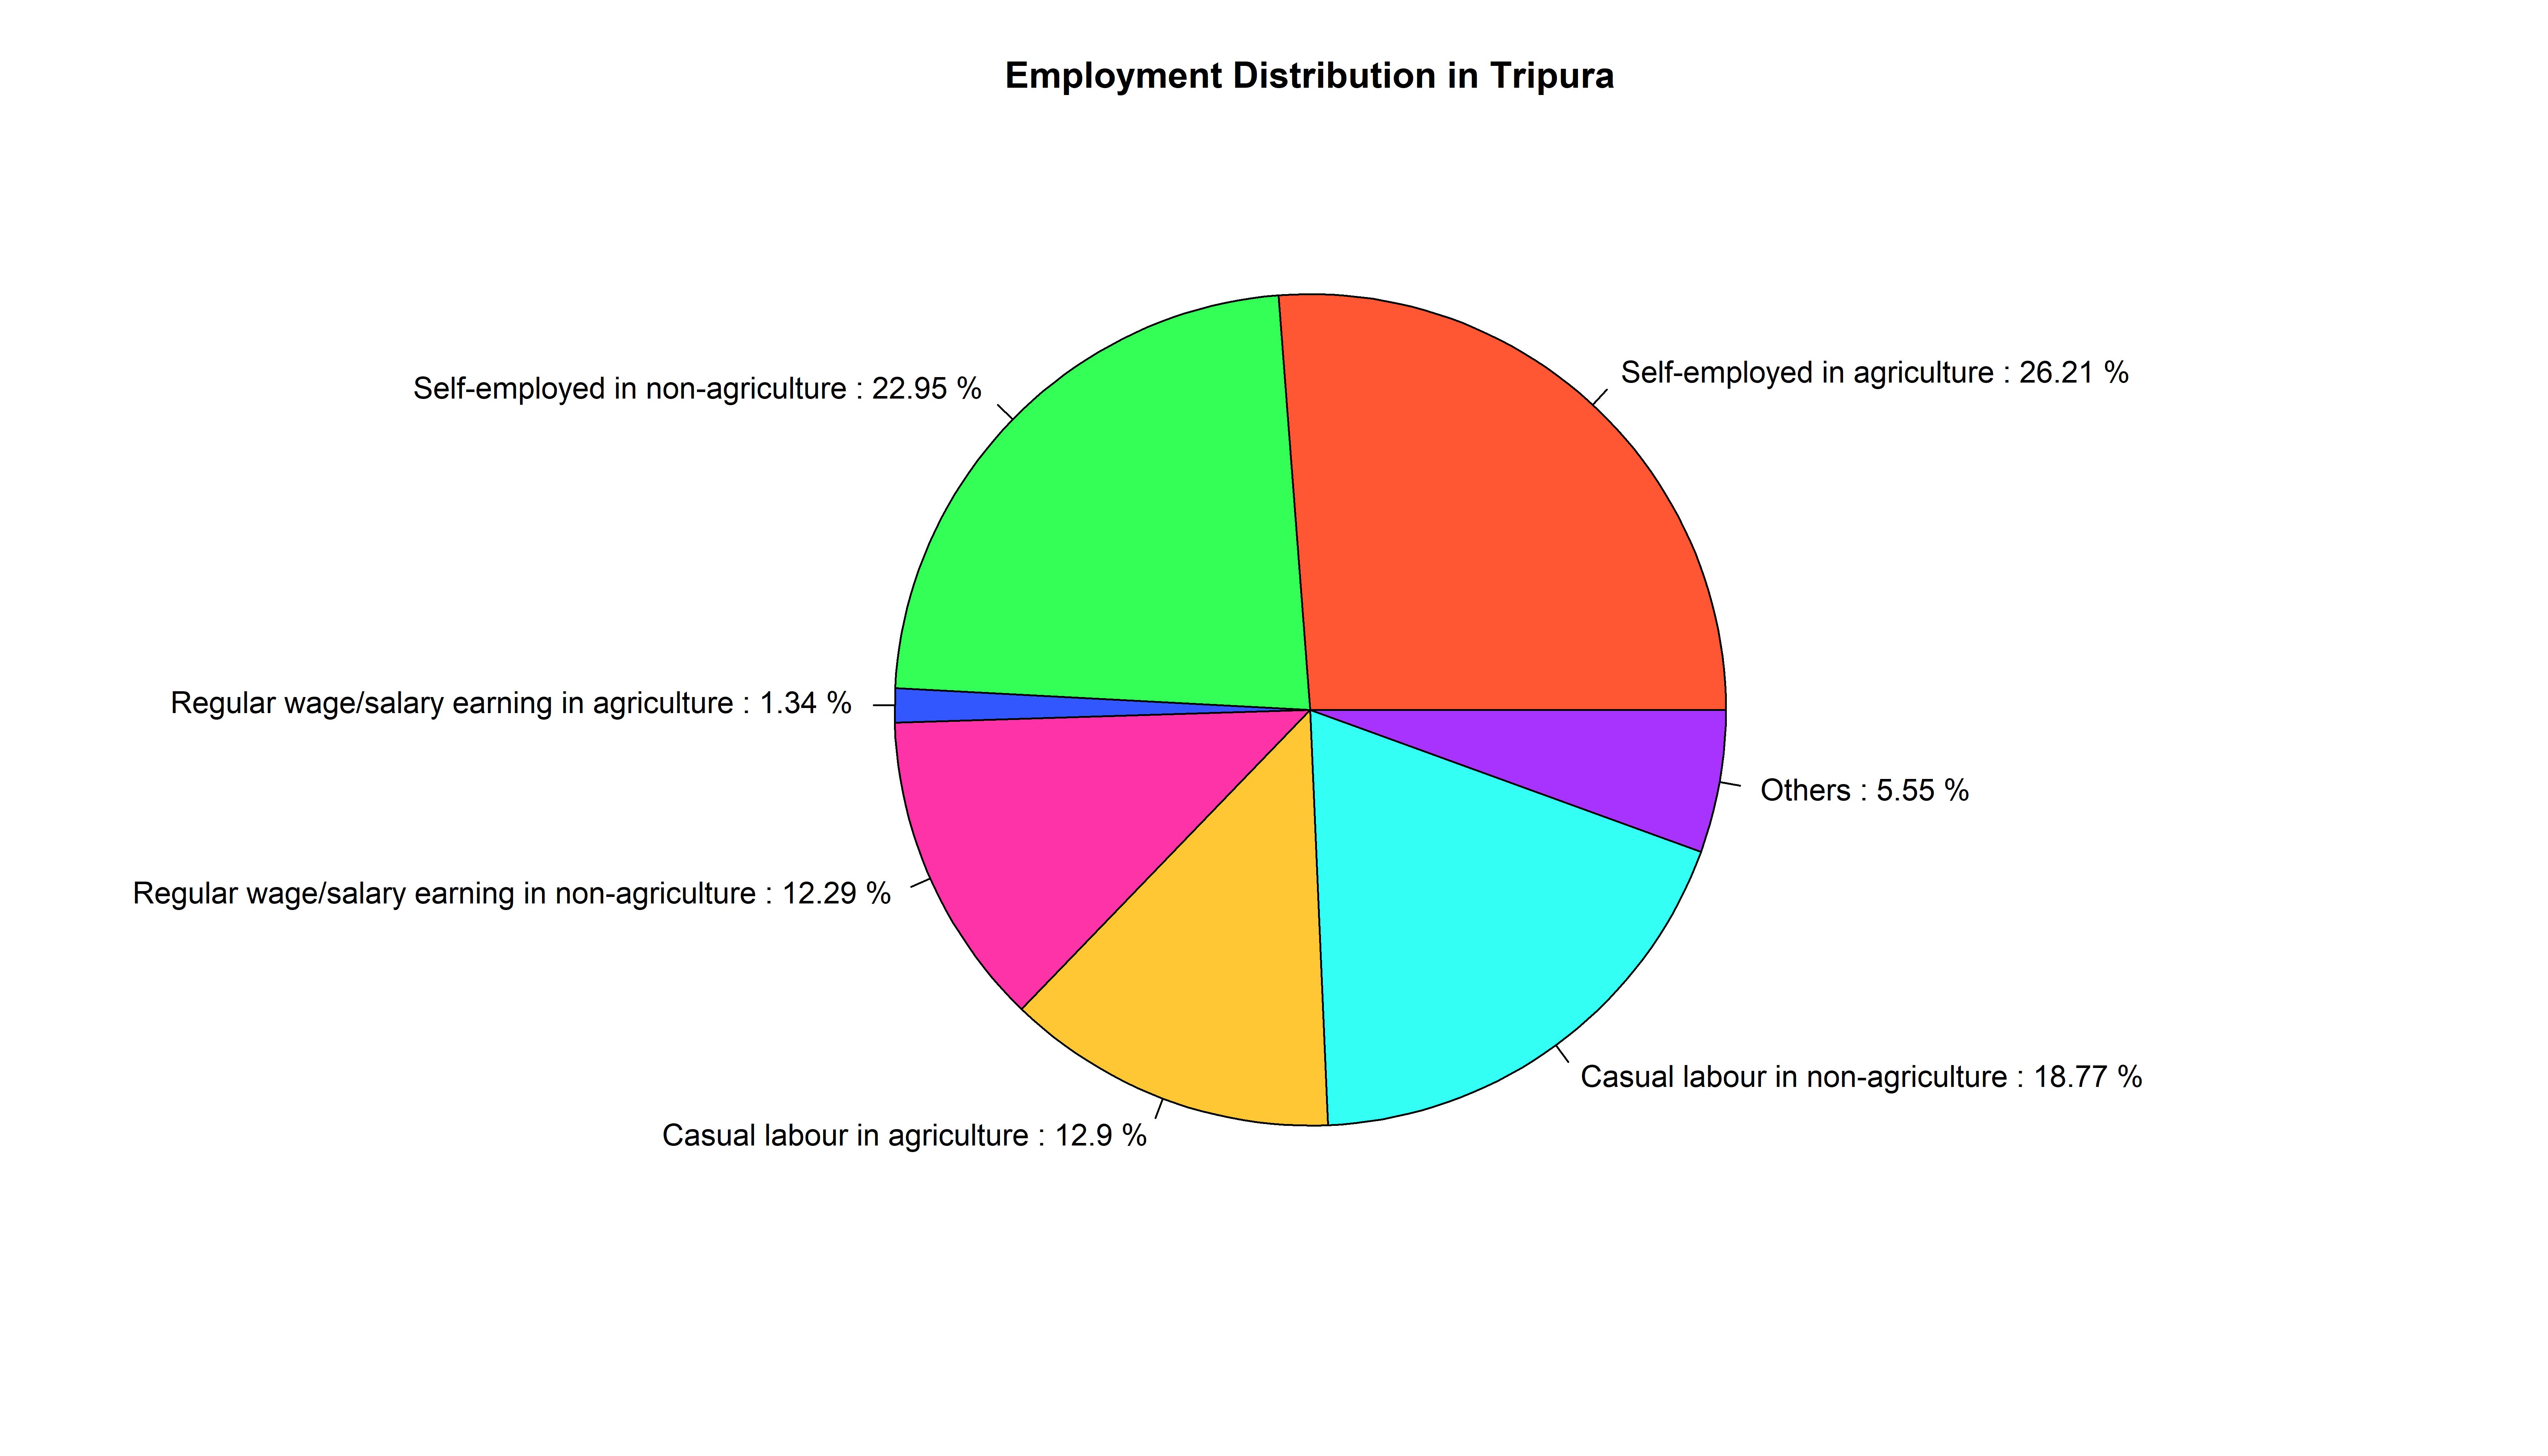 Employment Distribution in Tripura
Self-employed in agriculture : 26.21 %
Self-employed in non-agriculture : 22.95 %
Regular wage/salary earning in agriculture : 1.34 %
Others : 5.55 %
Regular wage/salary earning in non-agriculture : 12.29 %
Casual labour in non-agriculture : 18.77 %
Casual labour in agriculture : 12.9 %